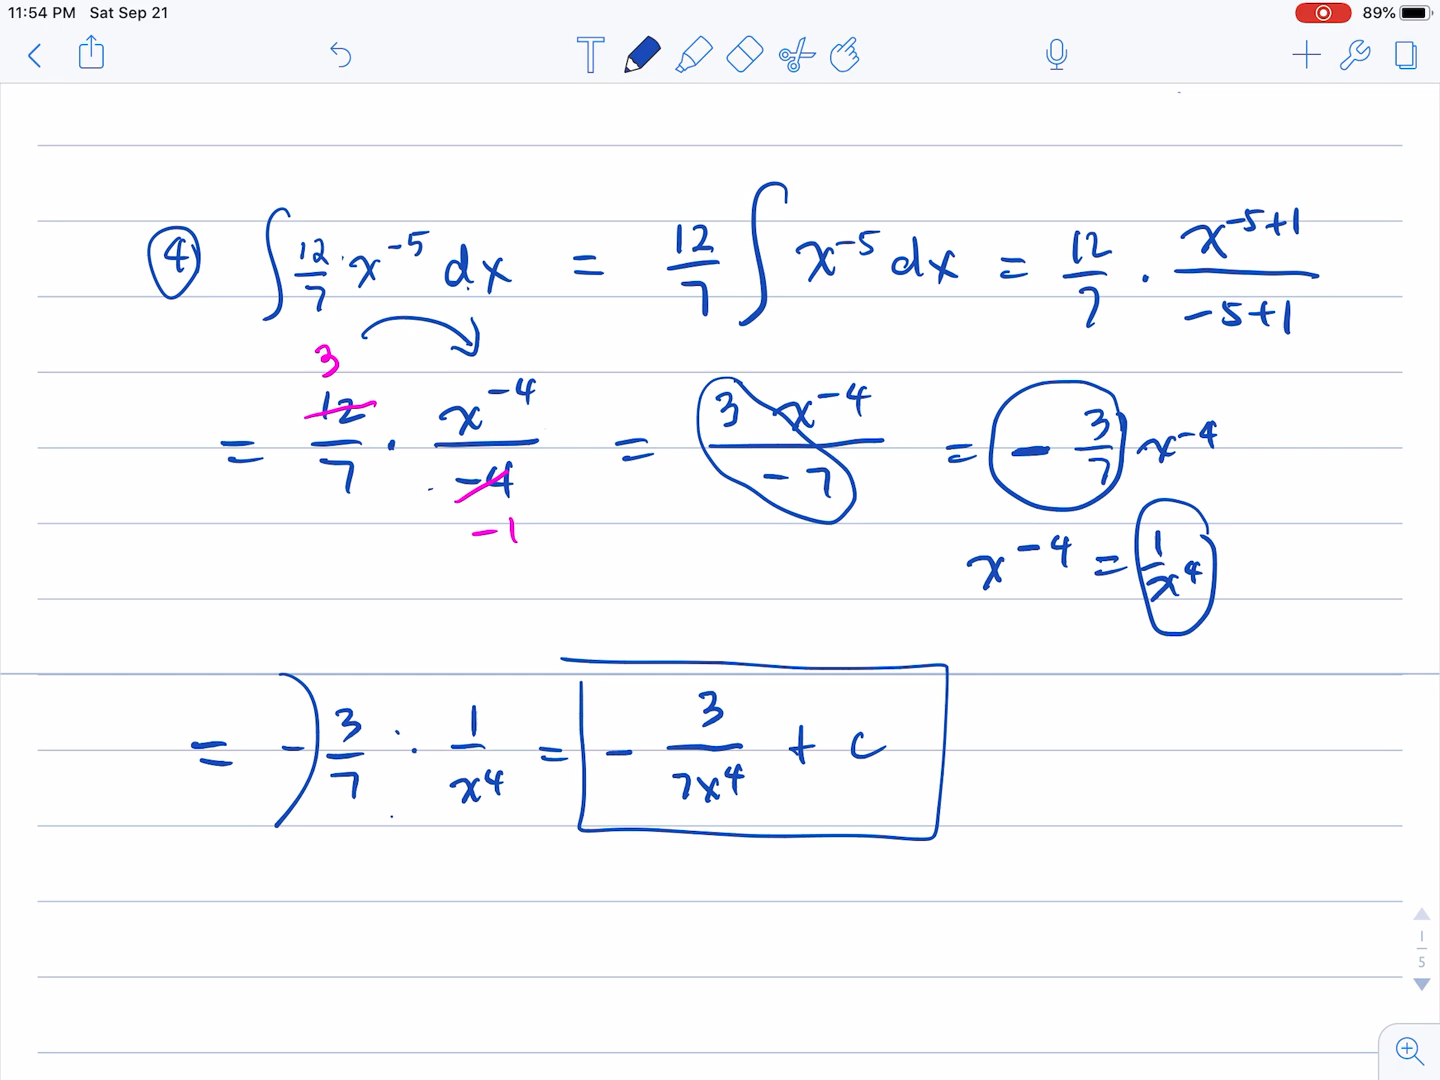 11:54 PM Sat Sep 21 89%
T
④ ∫ 12/7 · x^-5 dx = 12/7 ∫ x^-5 dx = 12/7 · x^-5+1 / -5+1
3
= 12/7 · x^-4 / -4 = 3 x^-4 / -7 = - 3/7 x^-4
-1
x^-4 = 1/x^4
= - 3/7 · 1/x^4 = - 3/7x^4 + c
1
5